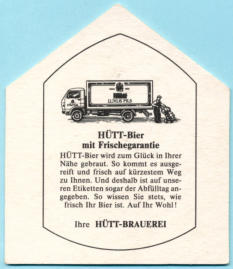 LUXUS PILS
HÜTT-Bier
mit Frischegarantie
HÜTT-Bier wird zum Glück in Ihrer
Nähe gebraut. So kommt es ausge-
reift und frisch auf kürzestem Weg
zu Ihnen. Und deshalb ist auf unse-
ren Etiketten sogar der Abfülltag an-
gegeben. So wissen Sie stets, wie
frisch Ihr Bier ist. Auf Ihr Wohl!
Ihre HÜTT-BRAUEREI